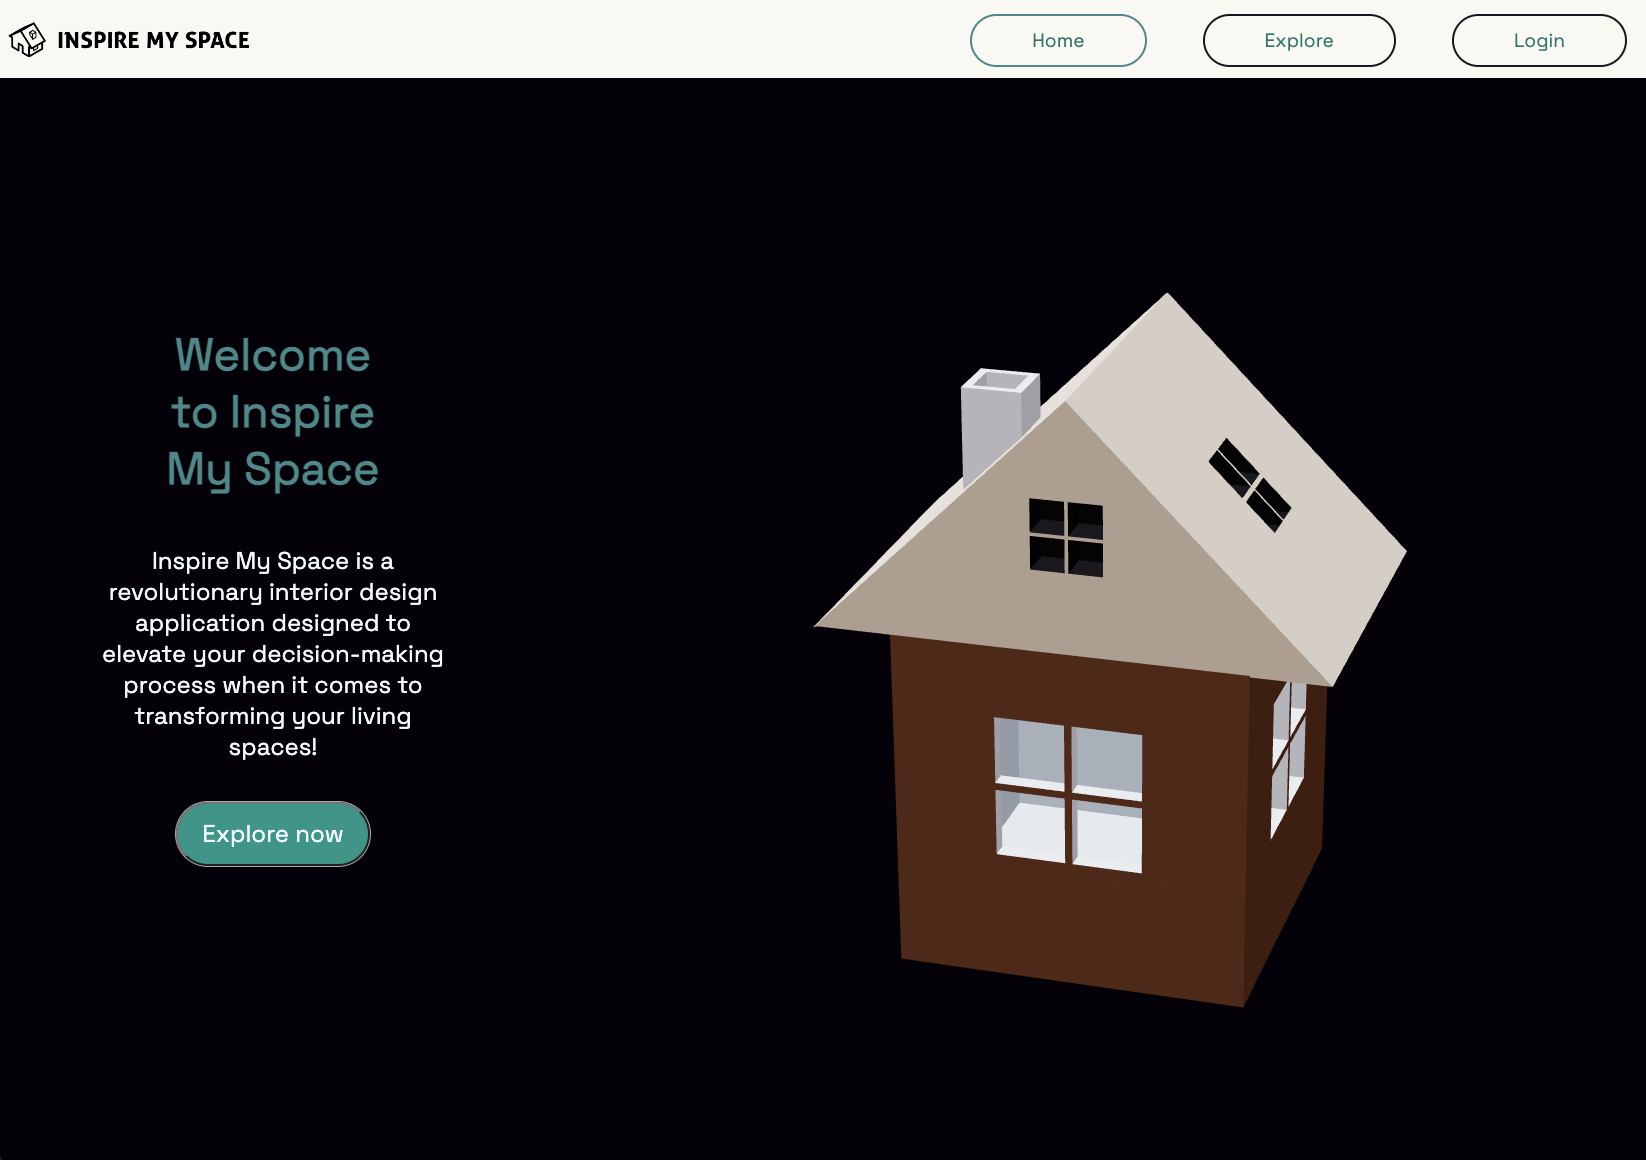 INSPIRE MY SPACE
Home
Explore
Login
Welcome
to Inspire
My Space
Inspire My Space is a
revolutionary interior design
application designed to
elevate your decision-making
process when it comes to
transforming your living
spaces!
Explore now